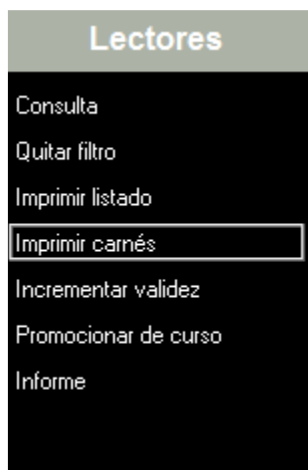 Lectores
Consulta
Quitar filtro
Imprimir listado
Imprimir carnés
Incrementar validez
Promocionar de curso
Informe